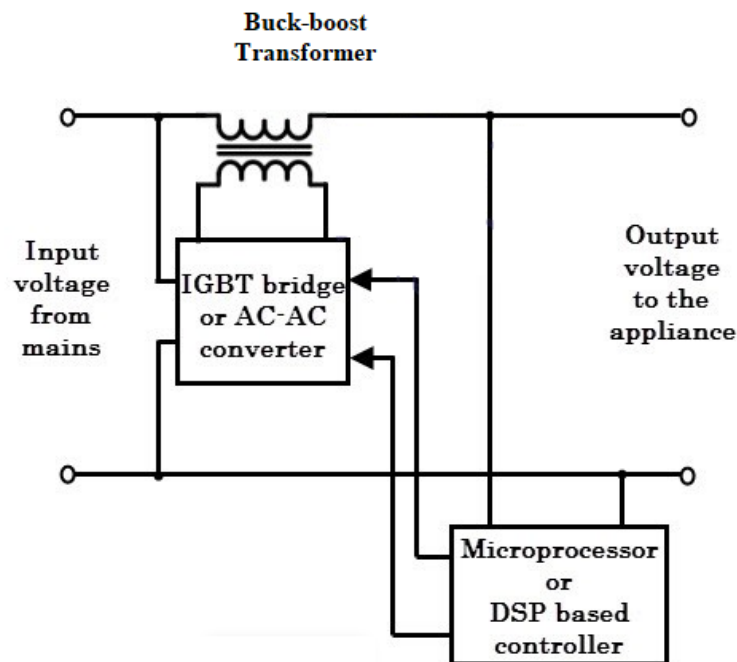 Buck-boost
Transformer
Input
voltage
from
mains
IGBT bridge
or AC-AC
converter
Output
voltage
to the
appliance
Microprocessor
or
DSP based
controller